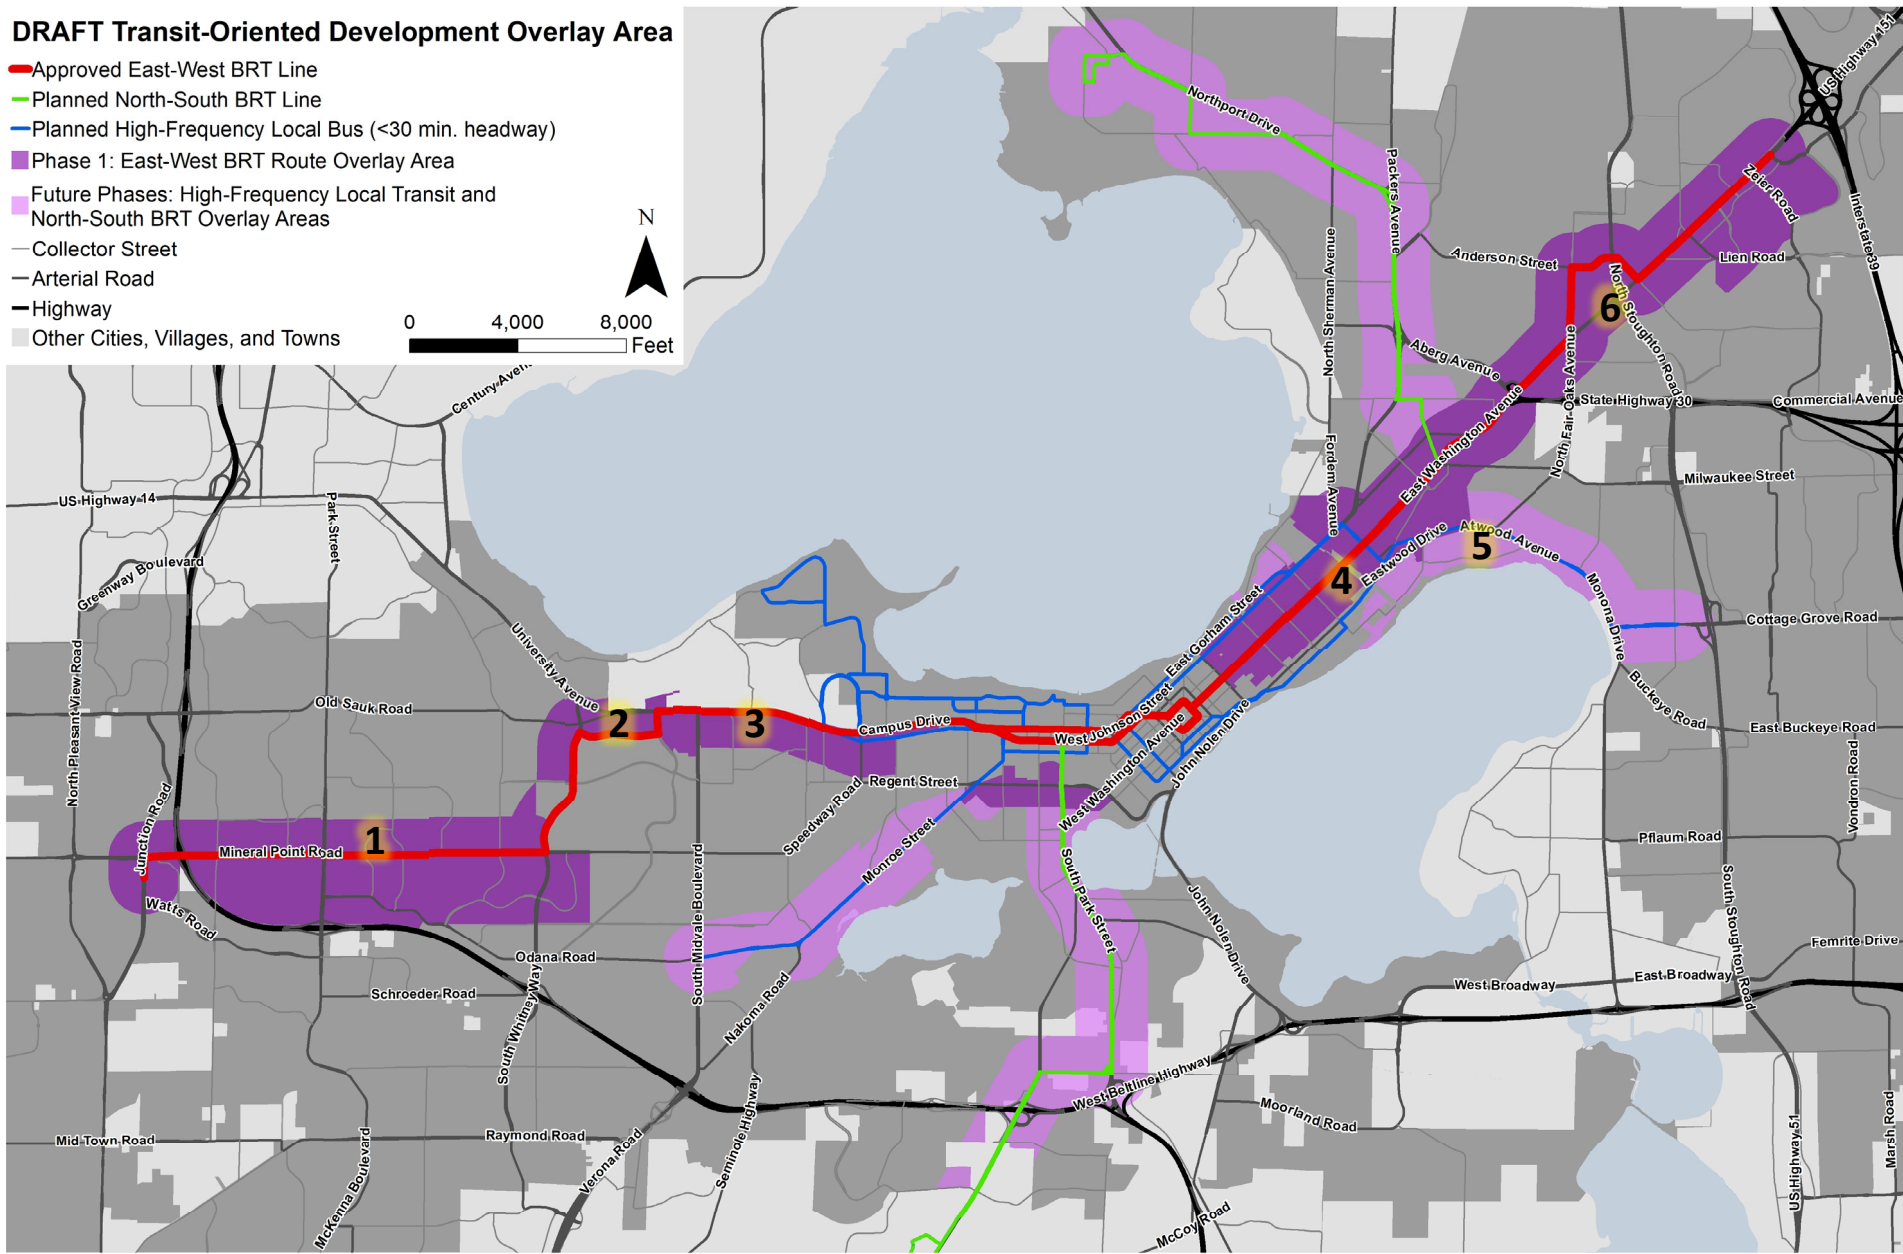 DRAFT Transit-Oriented Development Overlay Area
Approved East-West BRT Line
Planned North-South BRT Line
Planned High-Frequency Local Bus (<30 min. headway)
Phase 1: East-West BRT Route Overlay Area
Future Phases: High-Frequency Local Transit and
North-South BRT Overlay Areas
Collector Street
Arterial Road
Highway
Other Cities, Villages, and Towns
N
0 4,000 8,000
Feet
US Highway 151
Northport Drive
Packers Avenue
Zeier Road
Interstate 39
North Sherman Avenue
Anderson Street
Lien Road
North Stoughton Road
6
Aberg Avenue
North Fair Oaks Avenue
State Highway 30
Commercial Avenue
Century Aven
East Washington Avenue
Fordem Avenue
Milwaukee Street
US Highway 14
Park Street
Greenway Boulevard
Eastwood Drive
Atwood Avenue
5
4
Monona Drive
Cottage Grove Road
East Gorham Street
University Avenue
North Pleasant View Road
Old Sauk Road
2
3
Campus Drive
West Johnson Street
West Washington Avenue
John Nolen Drive
Buckeye Road
East Buckeye Road
Vondron Road
Regent Street
Speedway Road
Junction Road
1
Mineral Point Road
Monroe Street
South Midvale Boulevard
South Park Street
Pflaum Road
South Stoughton Road
Watts Road
John Nolen Drive
Odana Road
Femrite Drive
East Broadway
West Broadway
Schroeder Road
South Whitney Way
Nakoma Road
West Beltline Highway
Moorland Road
Mid Town Road
Raymond Road
McKenna Boulevard
Verona Road
Seminole Highway
McCoy Road
US Highway 51
Marsh Road